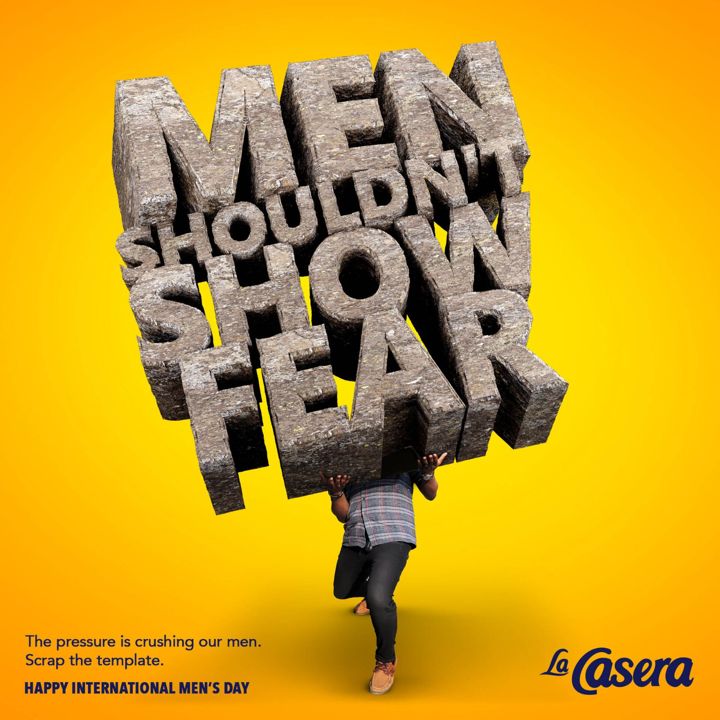 MEN
SHOULDN'T
SHOW
FEAR
The pressure is crushing our men.
Scrap the template.
HAPPY INTERNATIONAL MEN'S DAY
La Casera